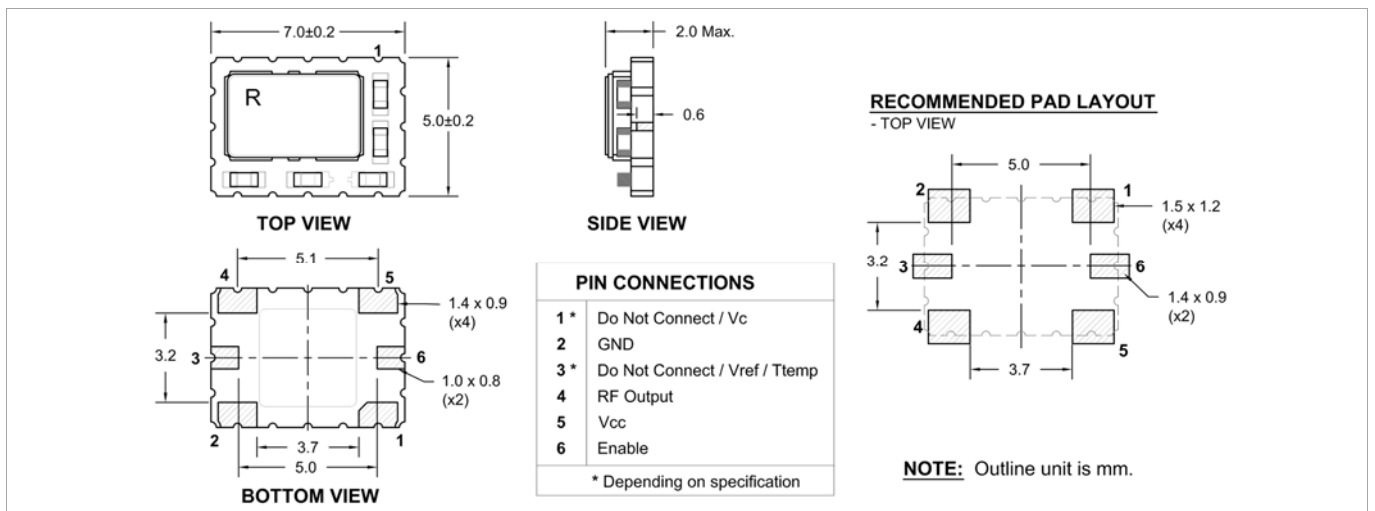 7.0±0.2
1
R
5.0±0.2
TOP VIEW
2.0 Max.
0.6
SIDE VIEW
RECOMMENDED PAD LAYOUT
- TOP VIEW
5.0
2
1
1.5 x 1.2
(x4)
3.2
3
6
1.4 x 0.9
(x2)
4
5
3.7
5.1
4
5
1.4 x 0.9
(x4)
3.2
3
6
1.0 x 0.8
(x2)
2
3.7
1
5.0
BOTTOM VIEW
PIN CONNECTIONS
1 * Do Not Connect / Vc
2 GND
3 * Do Not Connect / Vref / Ttemp
4 RF Output
5 Vcc
6 Enable
* Depending on specification
NOTE: Outline unit is mm.